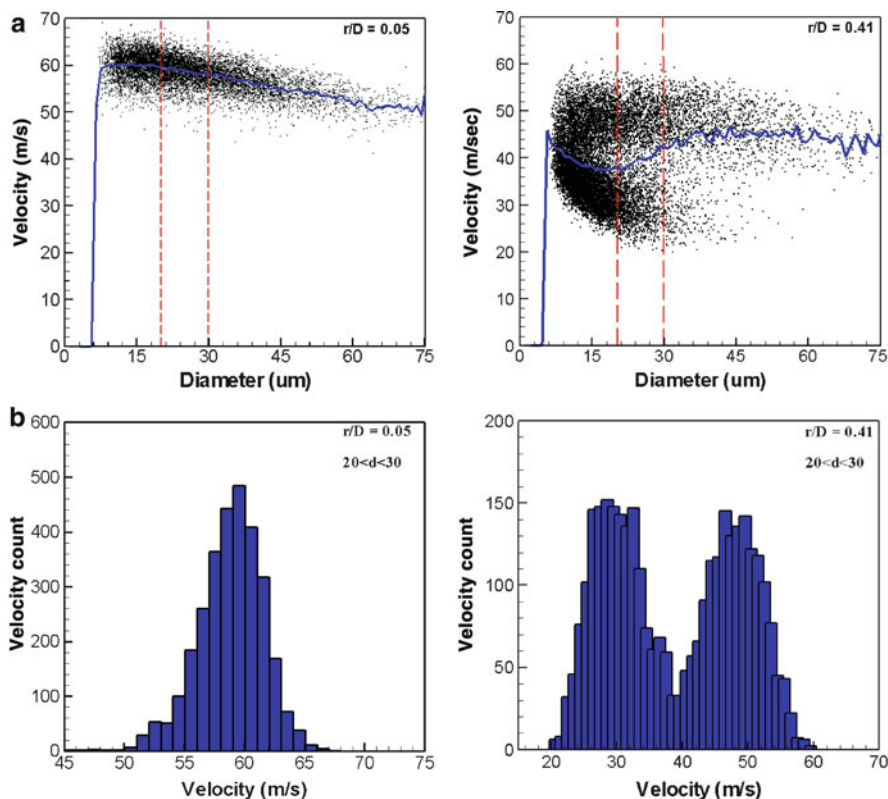 a
r/D = 0.05
70
60
50
40
30
20
10
0
Velocity (m/s)
0 15 30 45 60 75
Diameter (um)
r/D = 0.41
70
60
50
40
30
20
10
0
Velocity (m/sec)
0 15 30 45 60 75
Diameter (um)
b
r/D = 0.05
20<d<30
600
500
400
300
200
100
0
Velocity count
45 50 55 60 65 70 75
Velocity (m/s)
r/D = 0.41
20<d<30
200
150
100
50
0
Velocity count
20 30 40 50 60 70
Velocity (m/s)